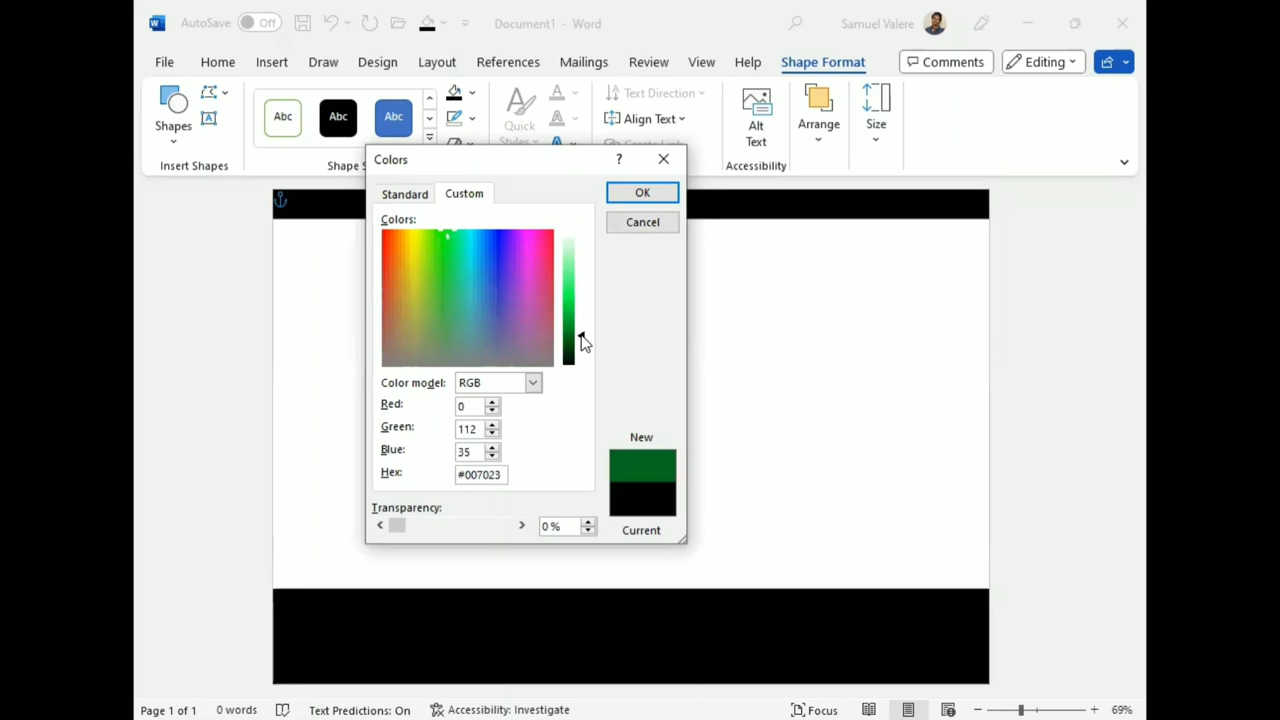 AutoSave Off Document1 - Word Samuel Valere
File Home Insert Draw Design Layout References Mailings Review View Help Shape Format Comments Editing
Shapes
Insert Shapes
Abc Abc Abc
Shape
Quick
Styles
Text Direction
Align Text
Alt
Text
Accessibility
Arrange
Size
Colors ?
Standard Custom
OK
Cancel
Colors:
Color model: RGB
Red: 0
Green: 112
Blue: 35
Hex: #007023
Transparency:
0 %
New
Current
Page 1 of 1 0 words Text Predictions: On Accessibility: Investigate Focus 69%